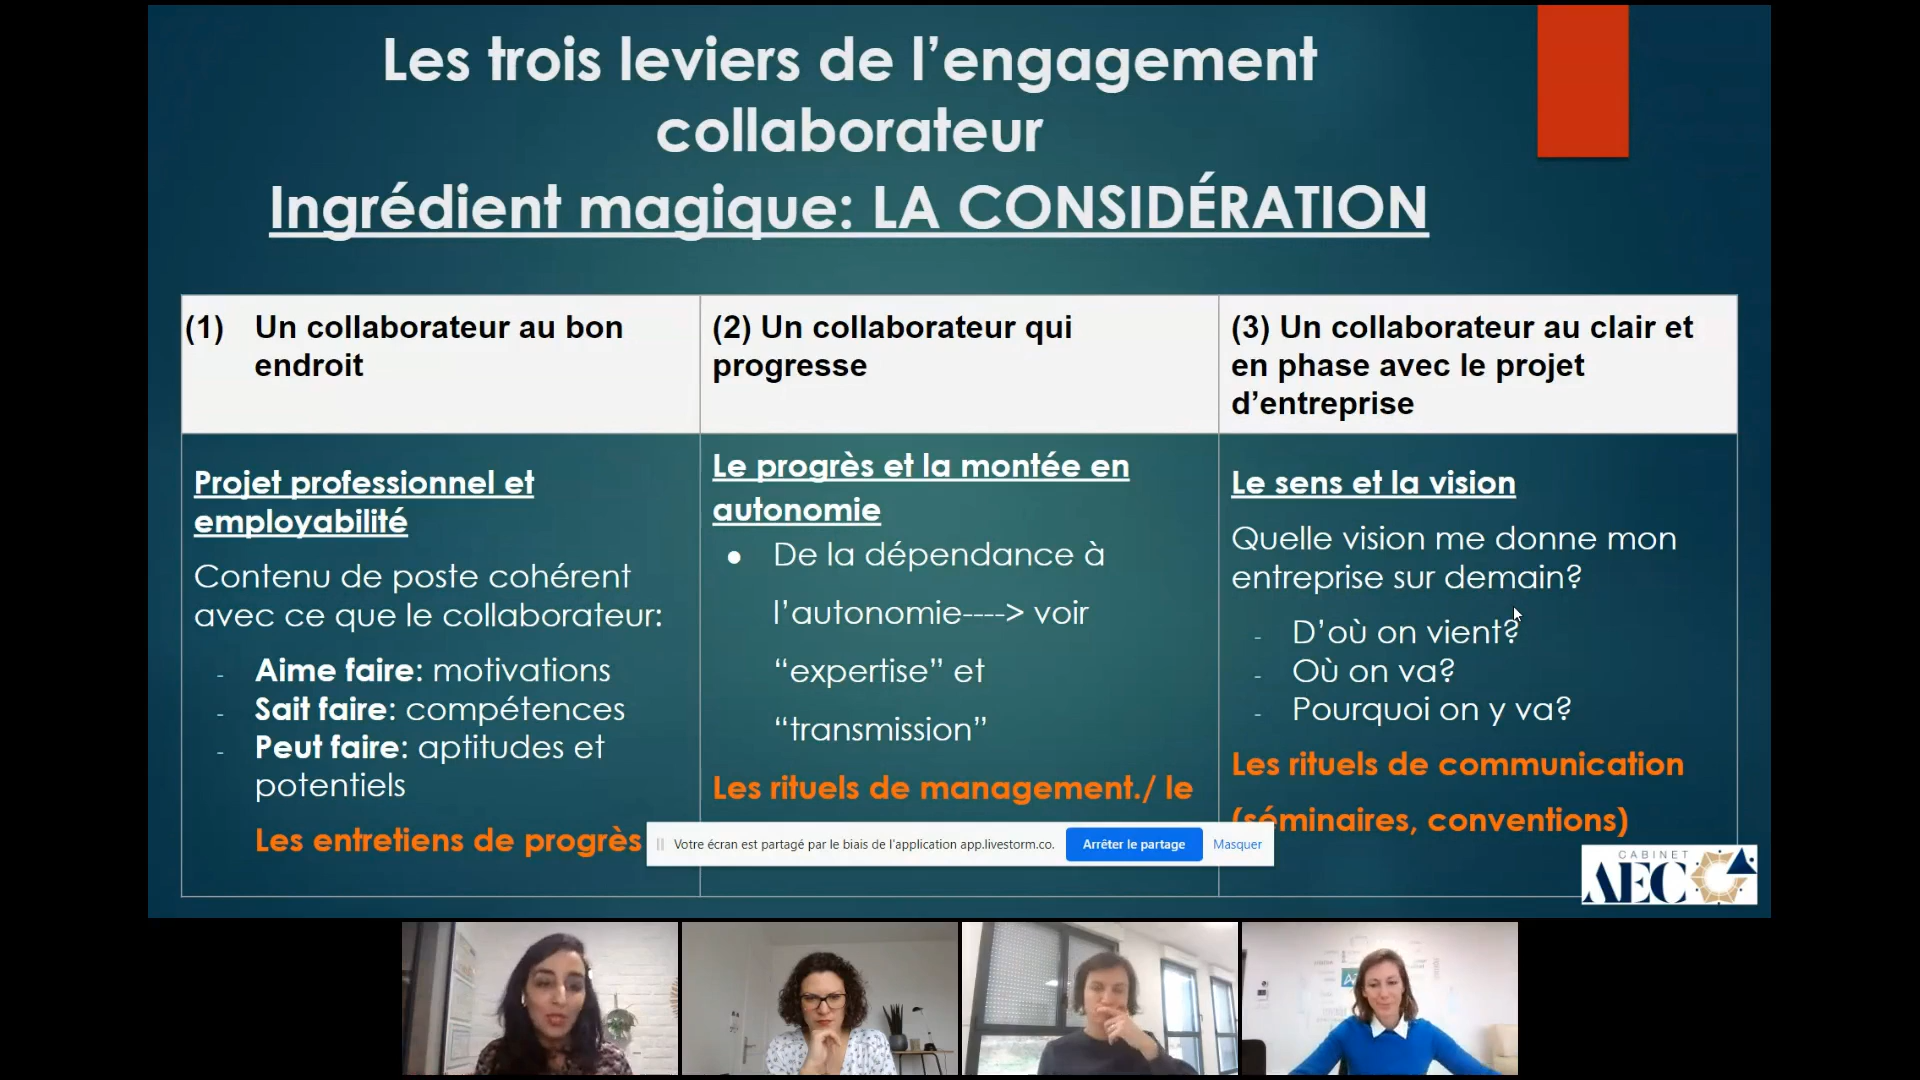 Les trois leviers de l’engagement
collaborateur
Ingrédient magique: LA CONSIDÉRATION
(1) Un collaborateur au bon
endroit
(2) Un collaborateur qui
progresse
(3) Un collaborateur au clair et
en phase avec le projet
d’entreprise
Projet professionnel et
employabilité
Contenu de poste cohérent
avec ce que le collaborateur:
- Aime faire: motivations
- Sait faire: compétences
- Peut faire: aptitudes et
potentiels
Les entretiens de progrès
Le progrès et la montée en
autonomie
● De la dépendance à
l’autonomie----> voir
“expertise” et
“transmission”
Les rituels de management./ le
Le sens et la vision
Quelle vision me donne mon
entreprise sur demain?
- D’où on vient?
- Où on va?
- Pourquoi on y va?
Les rituels de communication
(séminaires, conventions)
Votre écran est partagé par le biais de l'application app.livestorm.co.
Arrêter le partage
Masquer
CABINET
AEC